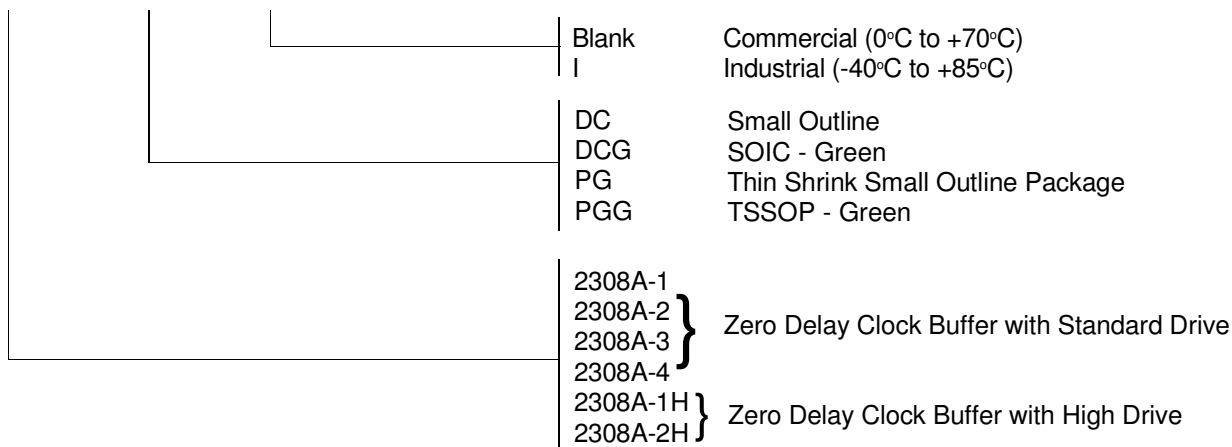 Blank Commercial (0°C to +70°C)
I Industrial (-40°C to +85°C)
DC Small Outline
DCG SOIC - Green
PG Thin Shrink Small Outline Package
PGG TSSOP - Green
2308A-1
2308A-2
2308A-3
2308A-4
Zero Delay Clock Buffer with Standard Drive
2308A-1H
2308A-2H
Zero Delay Clock Buffer with High Drive